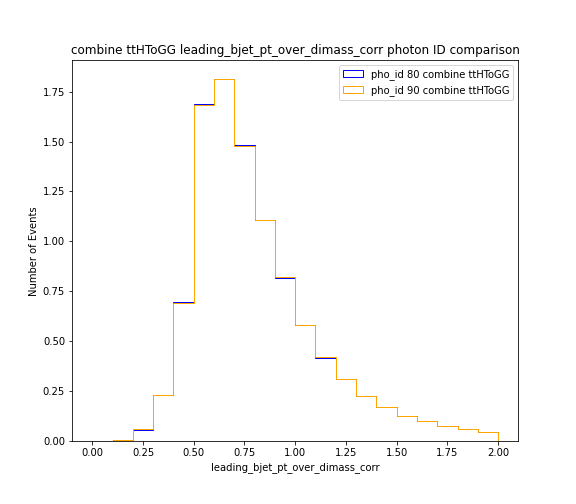 combine ttHToGG leading_bjet_pt_over_dimass_corr photon ID comparison
pho_id 80 combine ttHToGG
pho_id 90 combine ttHToGG
Number of Events
1.75
1.50
1.25
1.00
0.75
0.50
0.25
0.00
0.00 0.25 0.50 0.75 1.00 1.25 1.50 1.75 2.00
leading_bjet_pt_over_dimass_corr